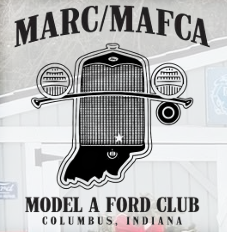 MARC/MAFCA
MODEL A FORD CLUB
COLUMBUS, INDIANA